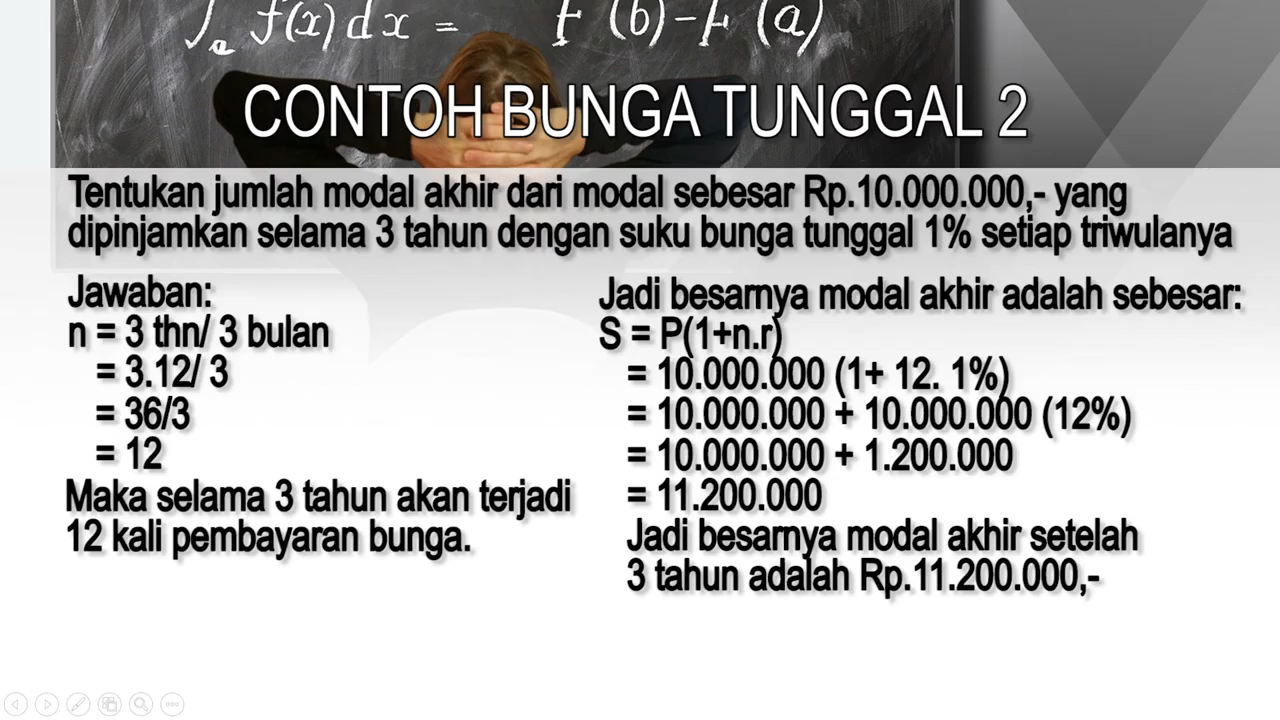 ∫a f(x) dx = F (b) – F (a)
CONTOH BUNGA TUNGGAL 2
Tentukan jumlah modal akhir dari modal sebesar Rp.10.000.000,- yang
dipinjamkan selama 3 tahun dengan suku bunga tunggal 1% setiap triwulanya
Jawaban:
n = 3 thn/ 3 bulan
= 3.12/ 3
= 36/3
= 12
Maka selama 3 tahun akan terjadi
12 kali pembayaran bunga.
Jadi besarnya modal akhir adalah sebesar:
S = P(1+n.r)
= 10.000.000 (1+ 12. 1%)
= 10.000.000 + 10.000.000 (12%)
= 10.000.000 + 1.200.000
= 11.200.000
Jadi besarnya modal akhir setelah
3 tahun adalah Rp.11.200.000,-